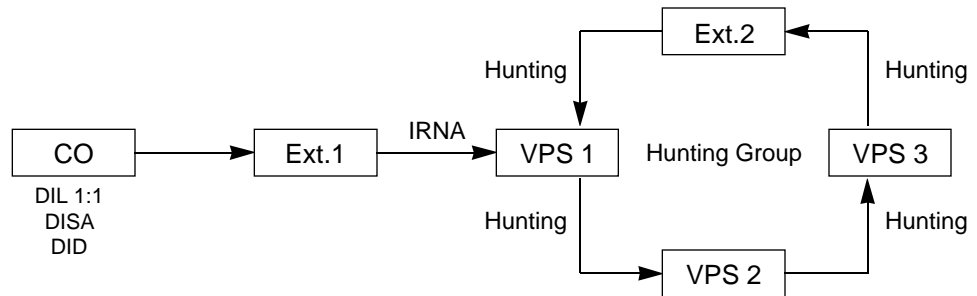 Ext.2
Hunting
Hunting
IRNA
CO
Ext.1
VPS 1
Hunting Group
VPS 3
DIL 1:1
DISA
DID
Hunting
Hunting
VPS 2